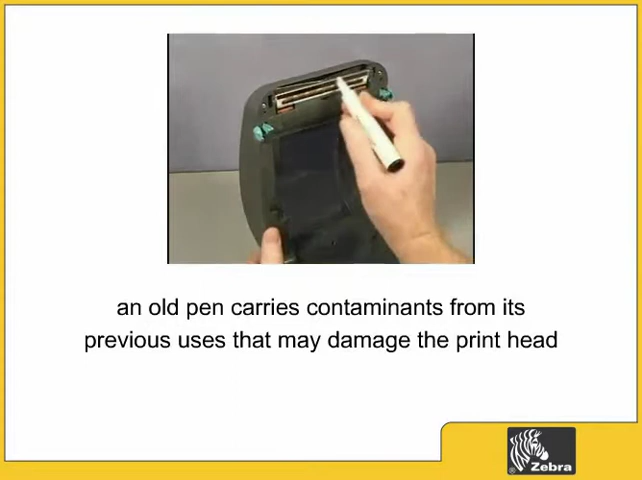 an old pen carries contaminants from its
previous uses that may damage the print head
Zebra